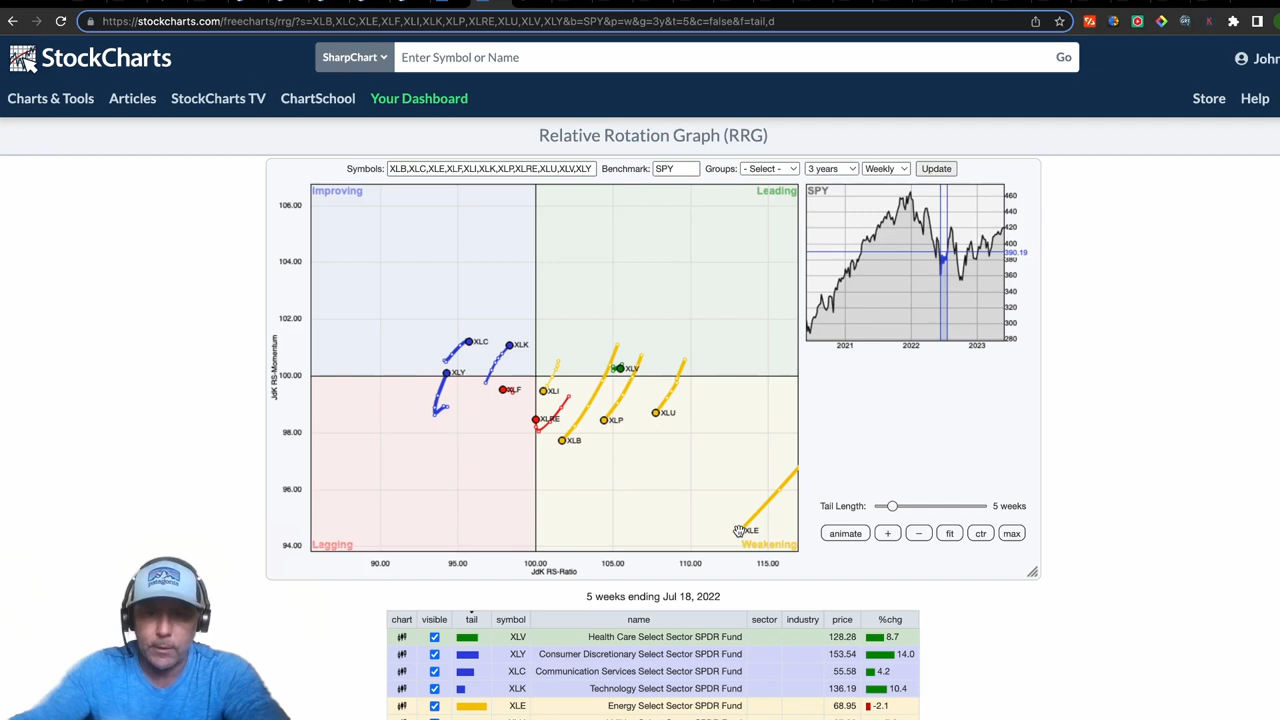 https://stockcharts.com/freecharts/rrg/?s=XLB,XLC,XLE,XLF,XLI,XLK,XLP,XLRE,XLU,XLV,XLY&b=SPY&p=w&g=3y&t=5&c=false&f=tail,d
StockCharts
SharpChart
Enter Symbol or Name
Go
John
Charts & Tools
Articles
StockCharts TV
ChartSchool
Your Dashboard
Store
Help
Relative Rotation Graph (RRG)
Symbols: XLB,XLC,XLE,XLF,XLI,XLK,XLP,XLRE,XLU,XLV,XLY
Benchmark: SPY
Groups: - Select -
3 years
Weekly
Update
Improving
Leading
106.00
104.00
102.00
100.00
98.00
96.00
94.00
JdK RS-Momentum
XLC
XLK
XLV
XLY
XLF
XLI
XLU
XLRE
XLP
XLB
XLE
Lagging
Weakening
90.00
95.00
100.00
105.00
110.00
115.00
JdK RS-Ratio
SPY
460
440
420
400
390.19
380
360
340
320
300
280
2021
2022
2023
Tail Length:
5 weeks
animate
+
−
fit
ctr
max
5 weeks ending Jul 18, 2022
chart visible tail symbol name sector industry price %chg
XLV Health Care Select Sector SPDR Fund 128.28 8.7
XLY Consumer Discretionary Select Sector SPDR Fund 153.54 14.0
XLC Communication Services Select Sector SPDR Fund 55.58 4.2
XLK Technology Select Sector SPDR Fund 136.19 10.4
XLE Energy Select Sector SPDR Fund 68.95 -2.1
patagonia